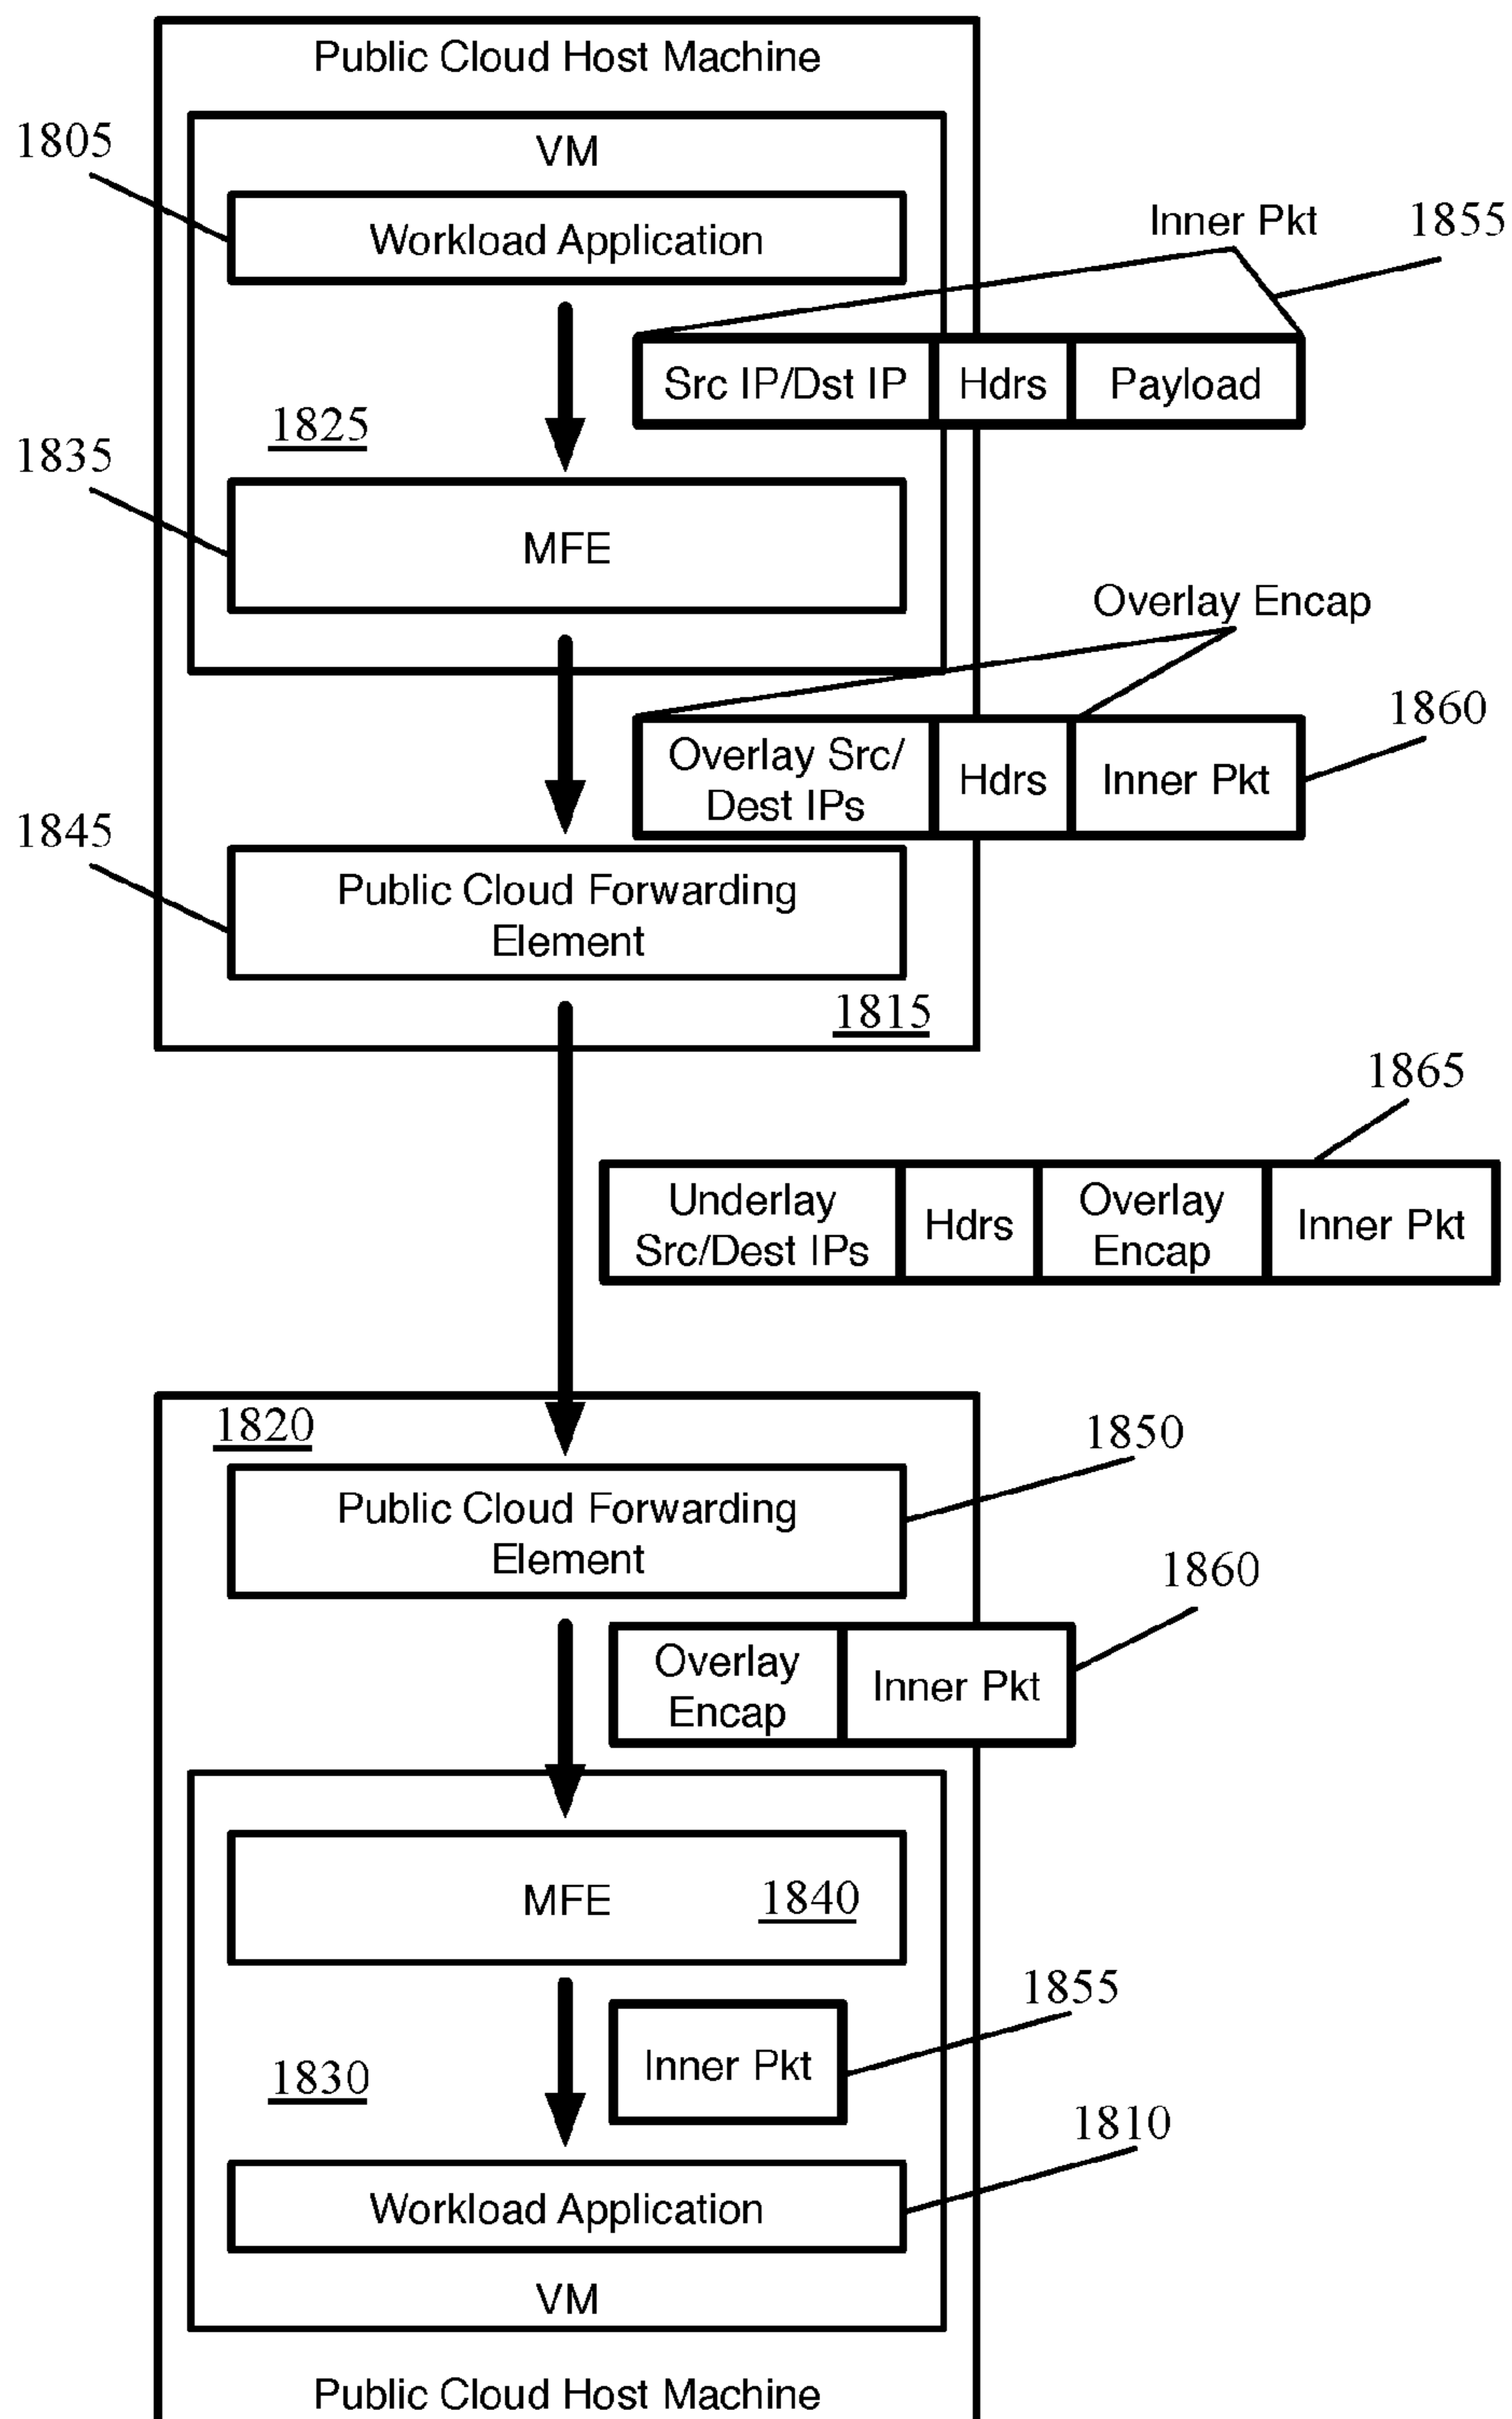 Public Cloud Host Machine
VM
1805
Workload Application
Inner Pkt
1855
Src IP/Dst IP
Hdrs
Payload
1825
1835
MFE
Overlay Encap
1860
Overlay Src/
Dest IPs
Hdrs
Inner Pkt
1845
Public Cloud Forwarding
Element
1815
1865
Underlay
Src/Dest IPs
Hdrs
Overlay
Encap
Inner Pkt
1820
1850
Public Cloud Forwarding
Element
1860
Overlay
Encap
Inner Pkt
MFE
1840
1855
Inner Pkt
1830
1810
Workload Application
VM
Public Cloud Host Machine